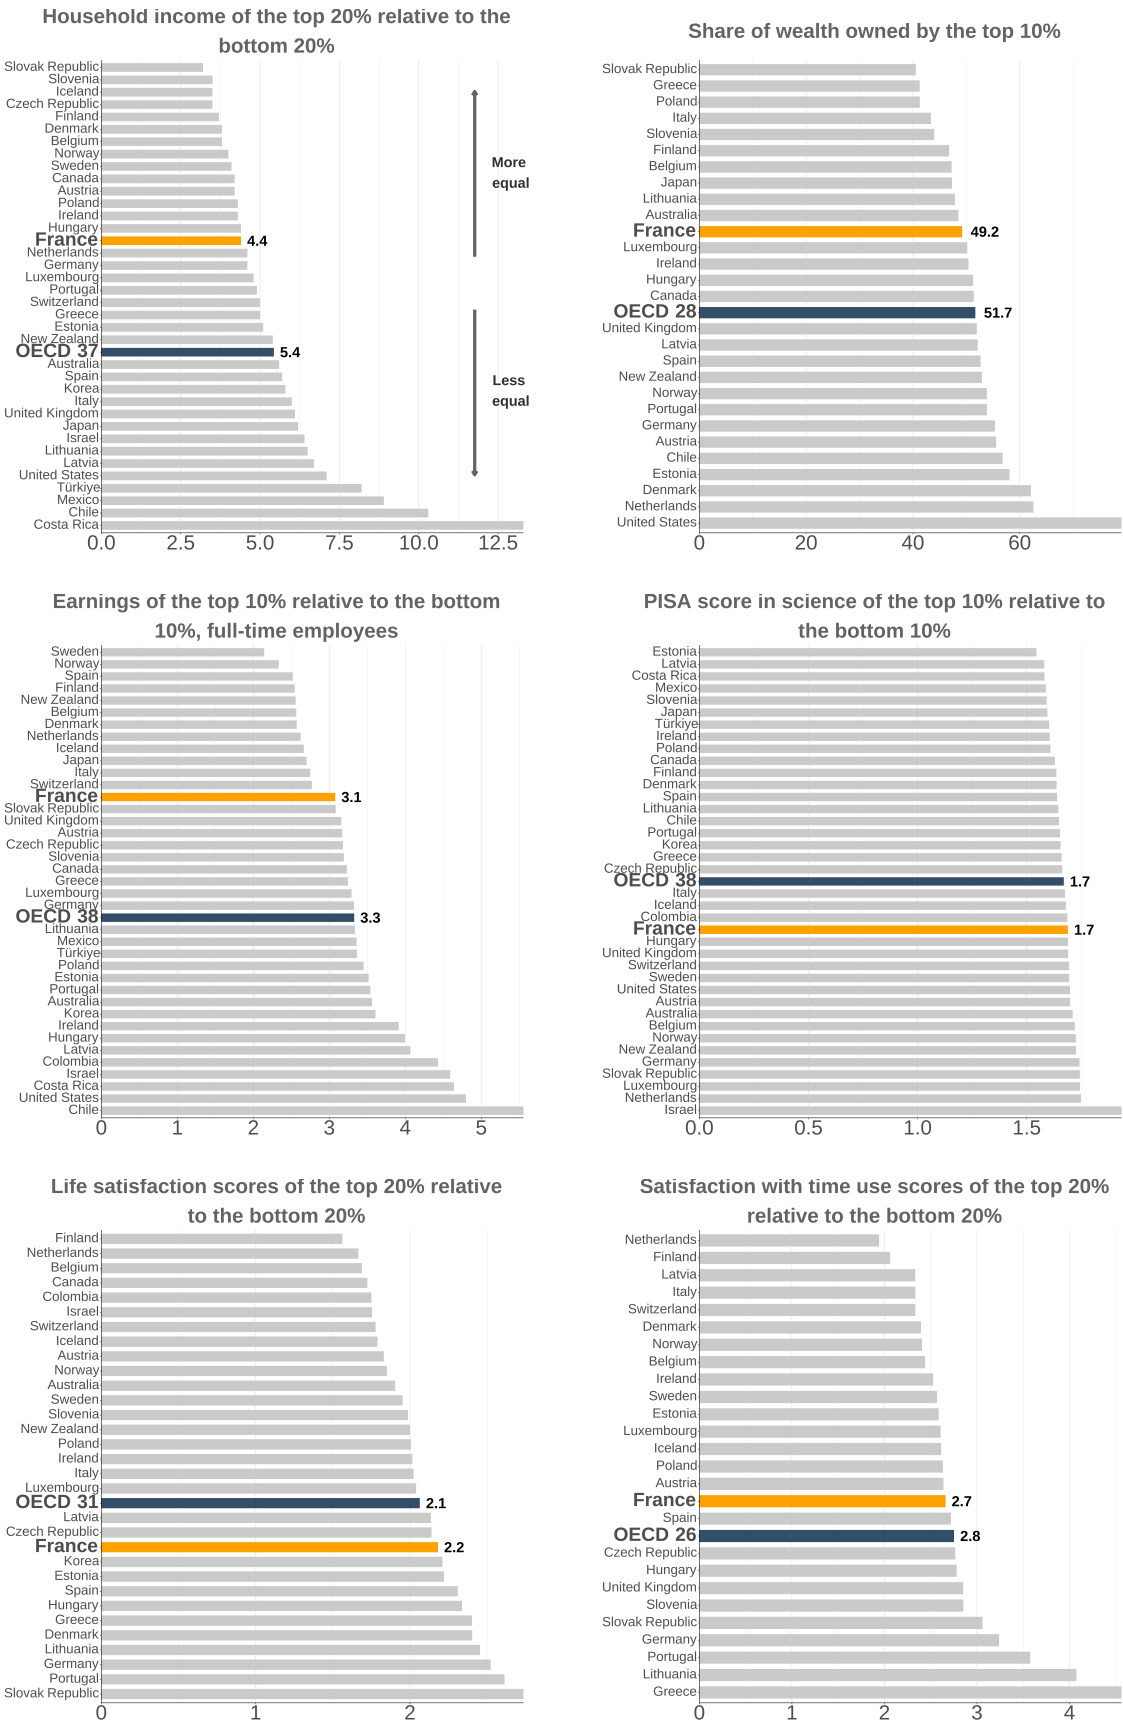 Household income of the top 20% relative to the
bottom 20%
Slovak Republic
Slovenia
Iceland
Czech Republic
Finland
Denmark
Belgium
Norway
Sweden
Canada
Austria
Poland
Ireland
Hungary
France
4.4
Netherlands
Germany
Luxembourg
Portugal
Switzerland
Greece
Estonia
New Zealand
OECD 37
5.4
Australia
Spain
Korea
Italy
United Kingdom
Japan
Israel
Lithuania
Latvia
United States
Türkiye
Mexico
Chile
Costa Rica
More
equal
Less
equal
0.0 2.5 5.0 7.5 10.0 12.5
Share of wealth owned by the top 10%
Slovak Republic
Greece
Poland
Italy
Slovenia
Finland
Belgium
Japan
Lithuania
Australia
France
49.2
Luxembourg
Ireland
Hungary
Canada
OECD 28
51.7
United Kingdom
Latvia
Spain
New Zealand
Norway
Portugal
Germany
Austria
Chile
Estonia
Denmark
Netherlands
United States
0 20 40 60
Earnings of the top 10% relative to the bottom
10%, full-time employees
Sweden
Norway
Spain
Finland
New Zealand
Belgium
Denmark
Netherlands
Iceland
Japan
Italy
Switzerland
France
3.1
Slovak Republic
United Kingdom
Austria
Czech Republic
Slovenia
Canada
Greece
Luxembourg
Germany
OECD 38
3.3
Lithuania
Mexico
Türkiye
Poland
Estonia
Portugal
Australia
Korea
Ireland
Hungary
Latvia
Colombia
Israel
Costa Rica
United States
Chile
0 1 2 3 4 5
PISA score in science of the top 10% relative to
the bottom 10%
Estonia
Latvia
Costa Rica
Mexico
Slovenia
Japan
Türkiye
Ireland
Poland
Canada
Finland
Denmark
Spain
Lithuania
Chile
Portugal
Korea
Greece
Czech Republic
OECD 38
1.7
Italy
Iceland
Colombia
France
1.7
Hungary
United Kingdom
Switzerland
Sweden
United States
Austria
Australia
Belgium
Norway
New Zealand
Germany
Slovak Republic
Luxembourg
Netherlands
Israel
0.0 0.5 1.0 1.5
Life satisfaction scores of the top 20% relative
to the bottom 20%
Finland
Netherlands
Belgium
Canada
Colombia
Israel
Switzerland
Iceland
Austria
Norway
Australia
Sweden
Slovenia
New Zealand
Poland
Ireland
Italy
Luxembourg
OECD 31
2.1
Latvia
Czech Republic
France
2.2
Korea
Estonia
Spain
Hungary
Greece
Denmark
Lithuania
Germany
Portugal
Slovak Republic
0 1 2
Satisfaction with time use scores of the top 20%
relative to the bottom 20%
Netherlands
Finland
Latvia
Italy
Switzerland
Denmark
Norway
Belgium
Ireland
Sweden
Estonia
Luxembourg
Iceland
Poland
Austria
France
2.7
Spain
OECD 26
2.8
Czech Republic
Hungary
United Kingdom
Slovenia
Slovak Republic
Germany
Portugal
Lithuania
Greece
0 1 2 3 4